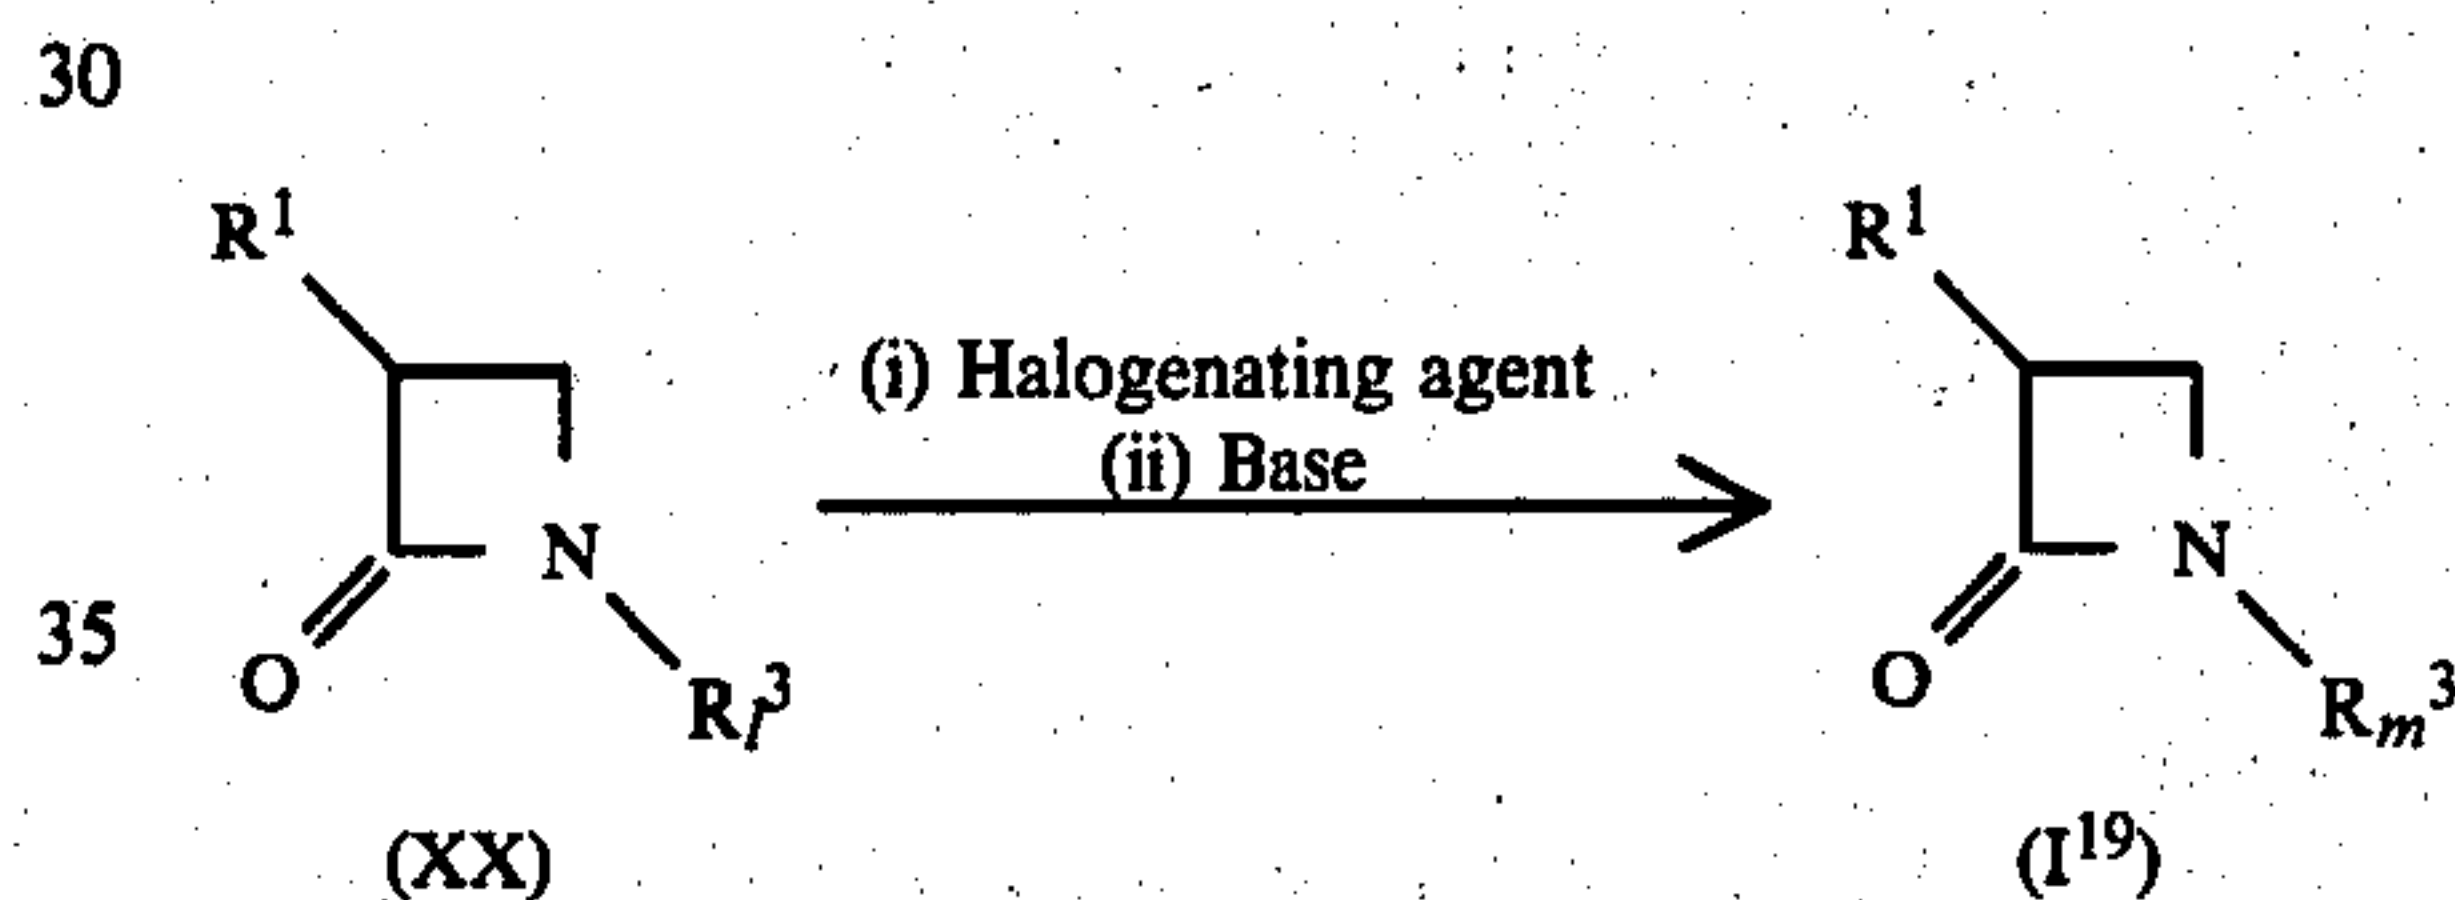 30
R¹ R¹
(i) Halogenating agent
(ii) Base
N N
35
O Rₗ³ O Rₘ³
(XX) (I¹⁹)